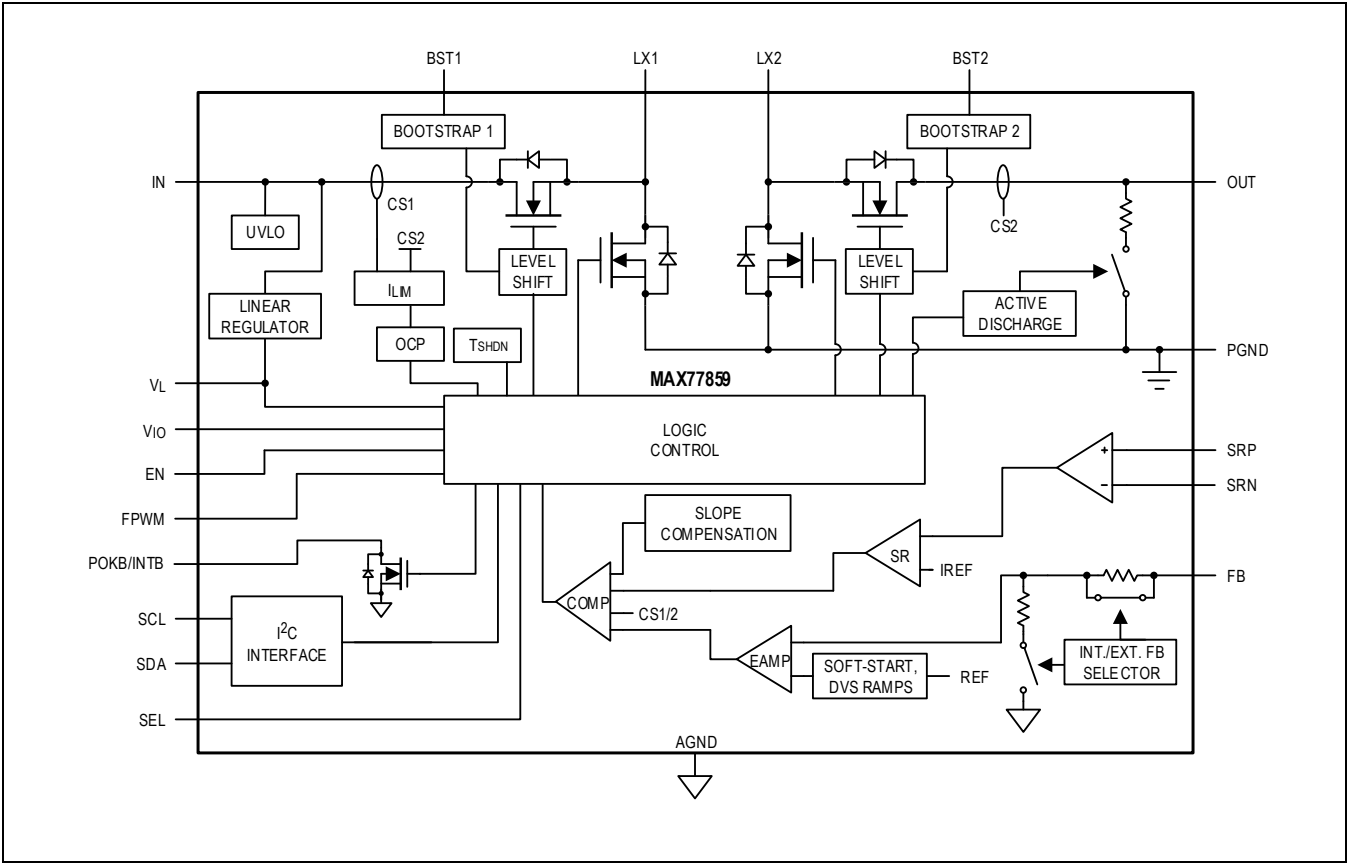 BST1
LX1
LX2
BST2
BOOTSTRAP 1
BOOTSTRAP 2
IN
OUT
CS1
CS2
UVLO
CS2
LEVEL
SHIFT
LEVEL
SHIFT
ILIM
LINEAR
REGULATOR
ACTIVE
DISCHARGE
OCP
TSHDN
PGND
MAX77859
VL
VIO
LOGIC
CONTROL
EN
SRP
+
SRN
−
FPWM
SLOPE
COMPENSATION
POKB/INTB
SR
IREF
FB
COMP
CS1/2
SCL
I2C
INTERFACE
SDA
EAMP
SOFT-START,
DVS RAMPS
REF
INT./EXT. FB
SELECTOR
SEL
AGND